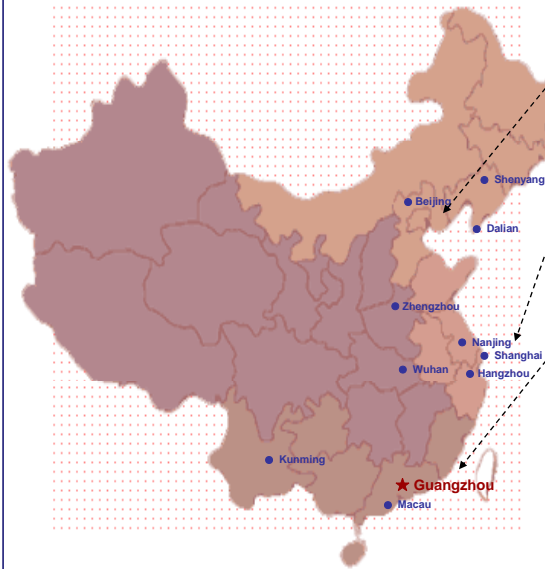 Shenyang
Beijing
Dalian
Zhengzhou
Nanjing
Shanghai
Wuhan
Hangzhou
Kunming
Guangzhou
Macau